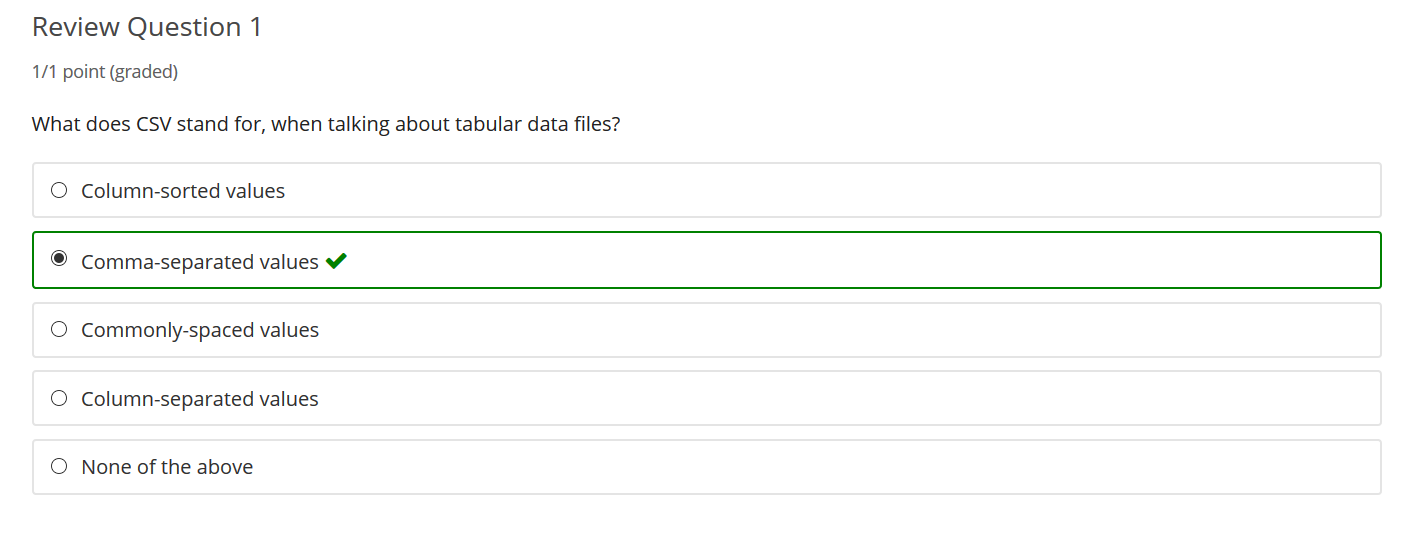 Review Question 1
1/1 point (graded)
What does CSV stand for, when talking about tabular data files?
Column-sorted values
Comma-separated values
Commonly-spaced values
Column-separated values
None of the above